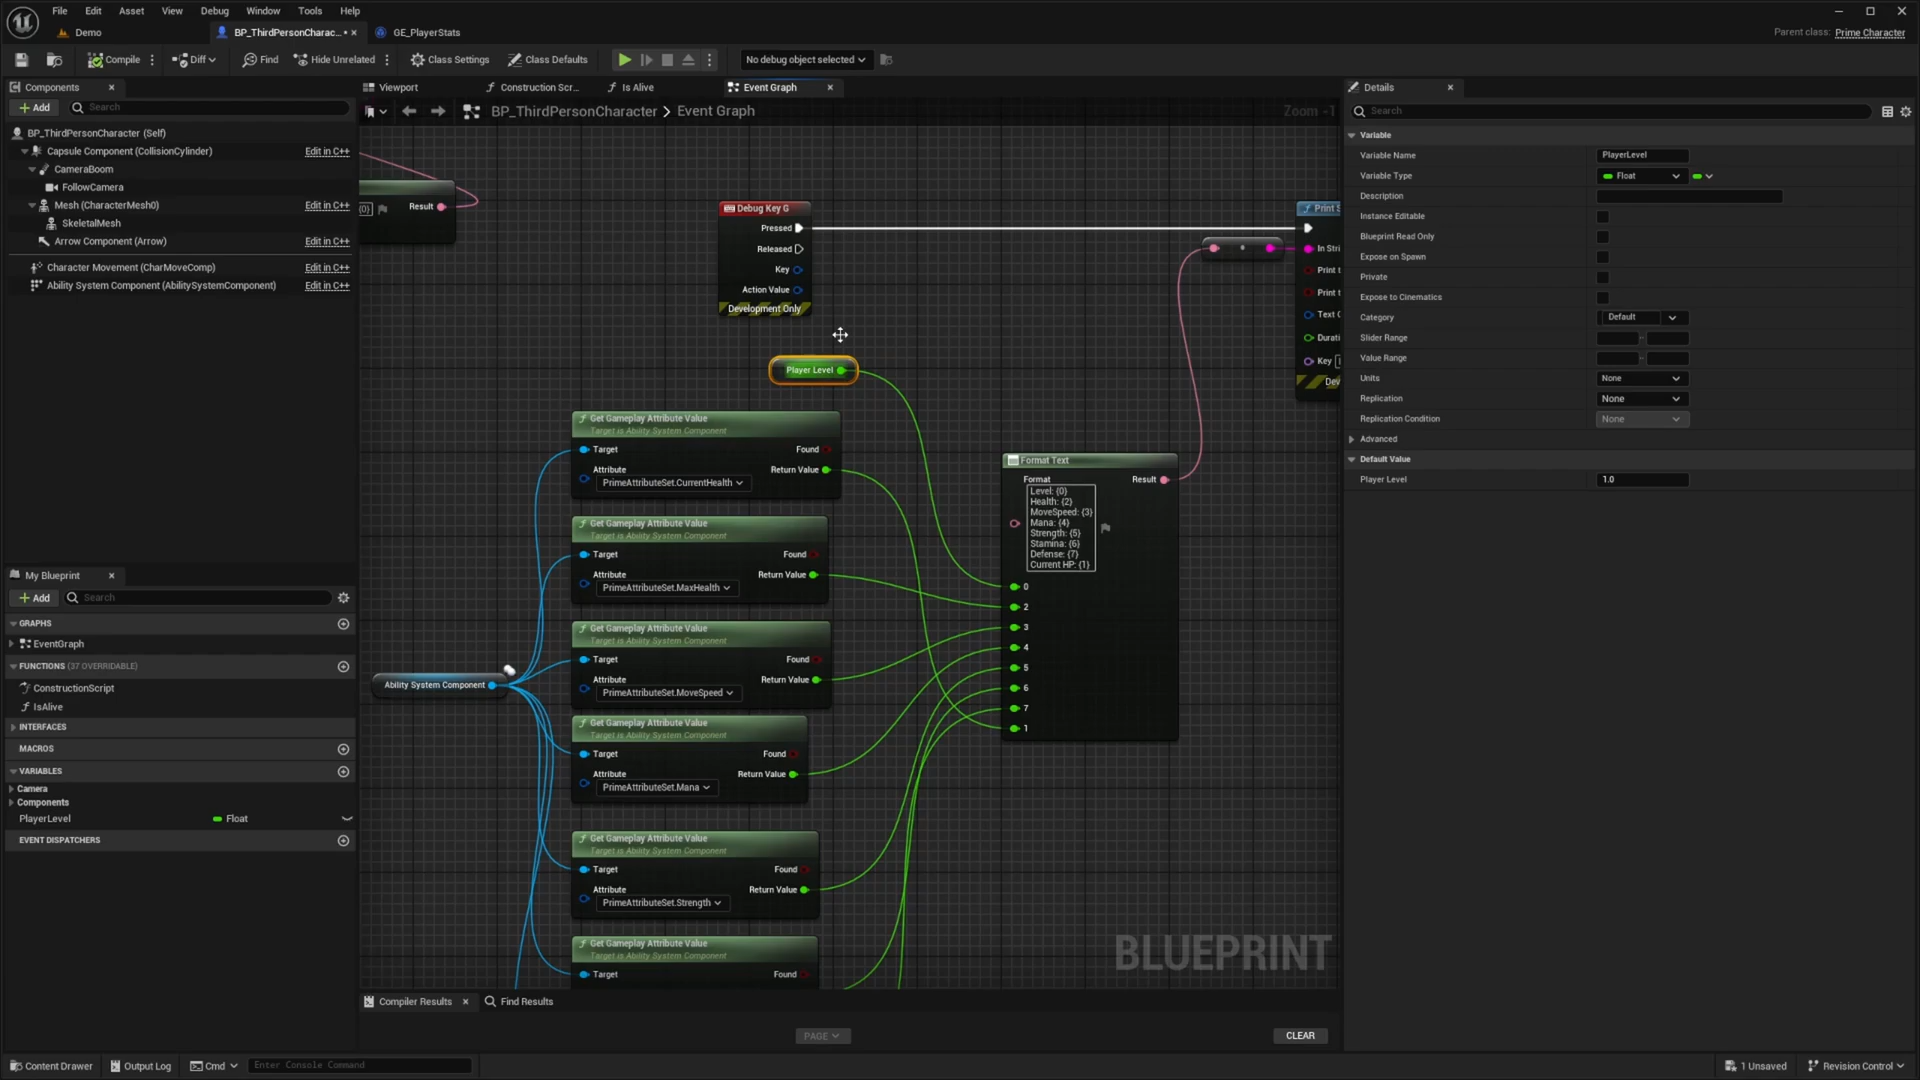 File Edit Asset View Debug Window Tools Help
Demo BP_ThirdPersonCharac... • × GE_PlayerStats Parent class: Prime Character
Compile Diff Find Hide Unrelated Class Settings Class Defaults No debug object selected
Components × Viewport Construction Scr... Is Alive Event Graph × Details ×
+ Add Search BP_ThirdPersonCharacter > Event Graph Zoom -1 Search
BP_ThirdPersonCharacter (Self)
Capsule Component (CollisionCylinder) Edit in C++
CameraBoom
FollowCamera
Mesh (CharacterMesh0) Edit in C++
SkeletalMesh
Arrow Component (Arrow) Edit in C++
Character Movement (CharMoveComp) Edit in C++
Ability System Component (AbilitySystemComponent) Edit in C++
My Blueprint ×
+ Add Search
GRAPHS
EventGraph
FUNCTIONS (37 OVERRIDABLE)
ConstructionScript
IsAlive
INTERFACES
MACROS
VARIABLES
Camera
Components
PlayerLevel Float
EVENT DISPATCHERS
{0} Result
Debug Key G
Pressed
Released
Key
Action Value
Development Only
Print S
In Stri
Print t
Print t
Text C
Durati
Key
Dev
Player Level
Get Gameplay Attribute Value
Target is Ability System Component
Target Found
Attribute Return Value
PrimeAttributeSet.CurrentHealth
Get Gameplay Attribute Value
Target is Ability System Component
Target Found
Attribute Return Value
PrimeAttributeSet.MaxHealth
Get Gameplay Attribute Value
Target is Ability System Component
Target Found
Attribute Return Value
PrimeAttributeSet.MoveSpeed
Ability System Component
Get Gameplay Attribute Value
Target is Ability System Component
Target Found
Attribute Return Value
PrimeAttributeSet.Mana
Get Gameplay Attribute Value
Target is Ability System Component
Target Found
Attribute Return Value
PrimeAttributeSet.Strength
Get Gameplay Attribute Value
Target is Ability System Component
Target Found
Format Text
Format Result
Level: {0}
Health: {2}
MoveSpeed: {3}
Mana: {4}
Strength: {5}
Stamina: {6}
Defense: {7}
Current HP: {1}
0
2
3
4
5
6
7
1
BLUEPRINT
Variable
Variable Name PlayerLevel
Variable Type Float
Description
Instance Editable
Blueprint Read Only
Expose on Spawn
Private
Expose to Cinematics
Category Default
Slider Range
Value Range
Units None
Replication None
Replication Condition None
Advanced
Default Value
Player Level 1.0
Compiler Results × Find Results
PAGE CLEAR
Content Drawer Output Log Cmd Enter Console Command 1 Unsaved Revision Control